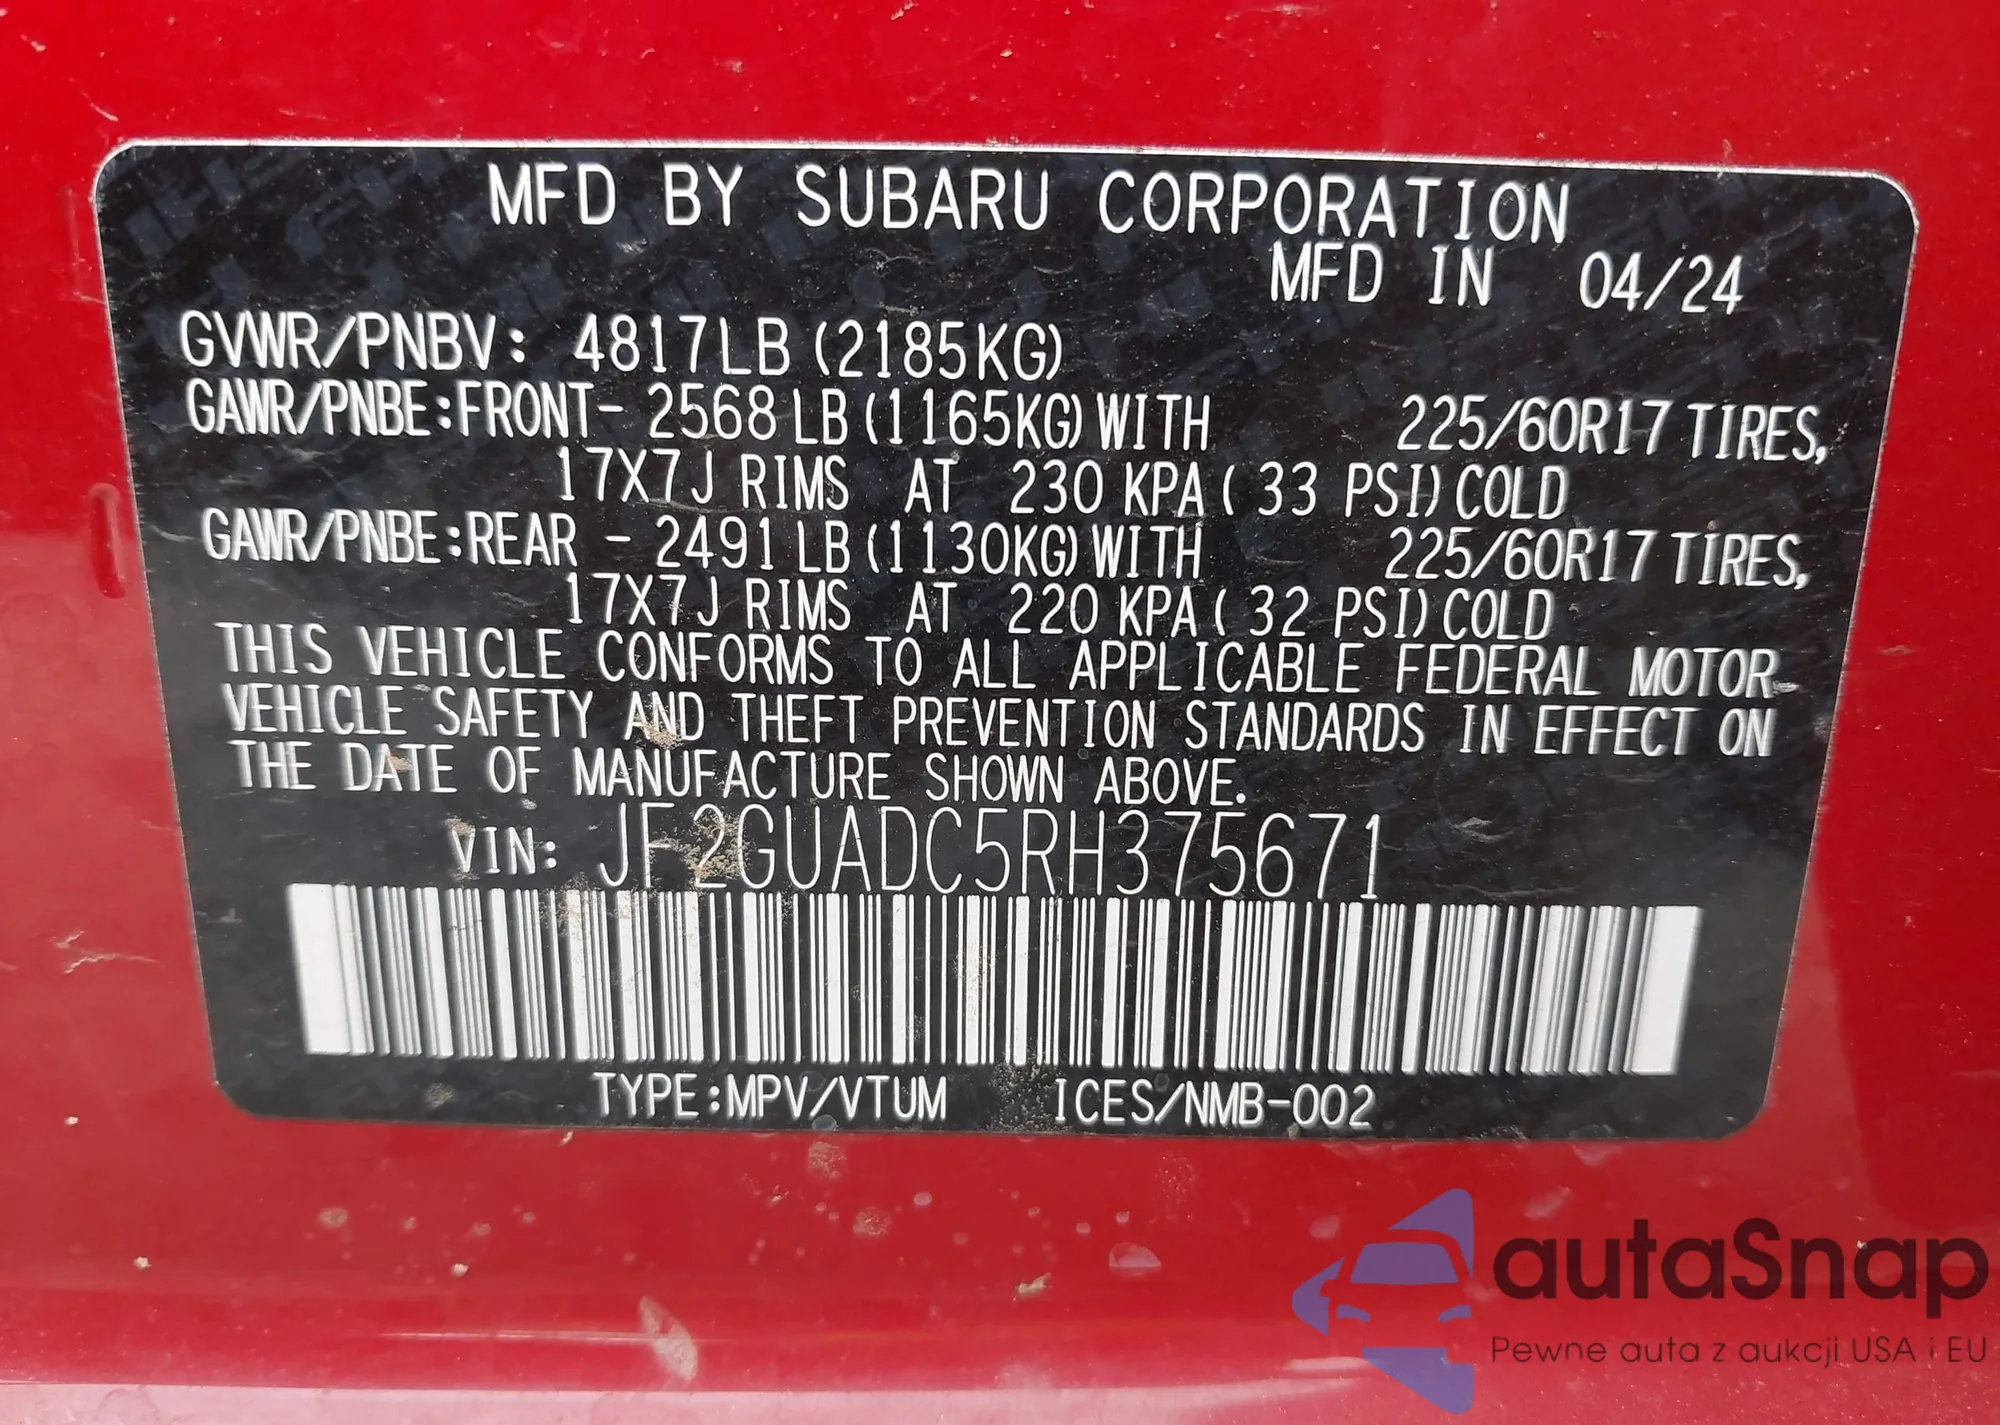 MFD BY SUBARU CORPORATION
MFD IN 04/24
GVWR/PNBV: 4817LB (2185KG)
GAWR/PNBE:FRONT- 2568 LB (1165KG) WITH 225/60R17 TIRES,
17X7J RIMS AT 230 KPA ( 33 PSI) COLD
GAWR/PNBE:REAR - 2491 LB (1130KG) WITH 225/60R17 TIRES,
17X7J RIMS AT 220 KPA ( 32 PSI) COLD
THIS VEHICLE CONFORMS TO ALL APPLICABLE FEDERAL MOTOR
VEHICLE SAFETY AND THEFT PREVENTION STANDARDS IN EFFECT ON
THE DATE OF MANUFACTURE SHOWN ABOVE.
VIN: JF2GUADC5RH375671
TYPE:MPV/VTUM ICES/NMB-002
autaSnap
Pewne auta z aukcji USA i EU